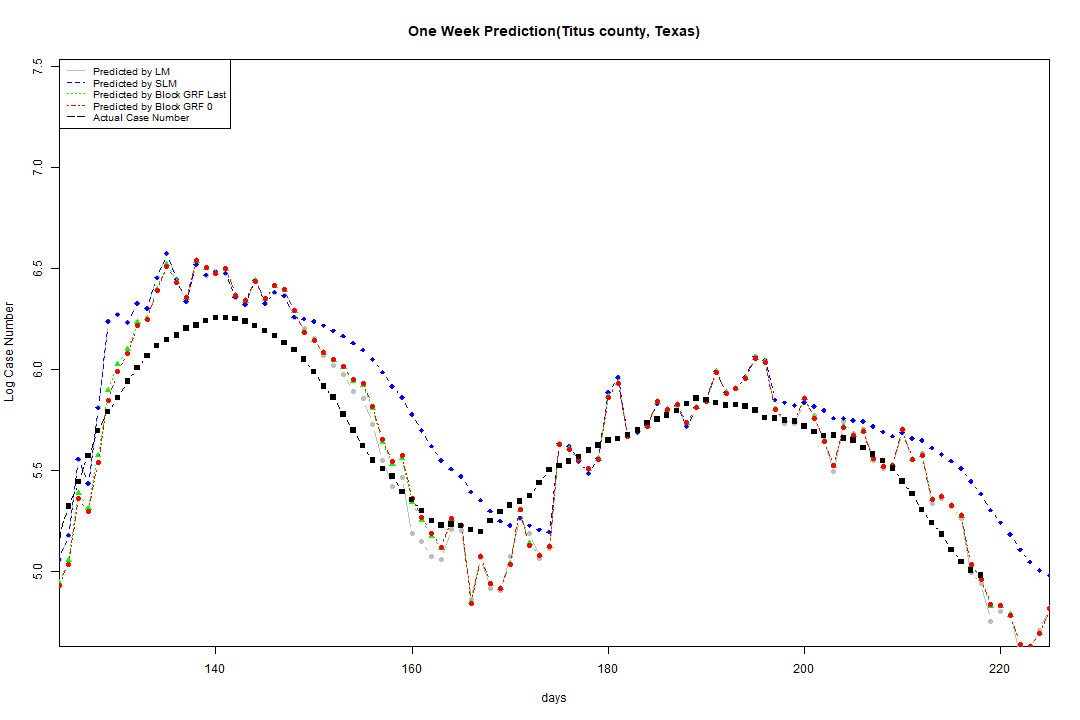 One Week Prediction(Titus county, Texas)
Predicted by LM
Predicted by SLM
Predicted by Block GRF Last
Predicted by Block GRF 0
Actual Case Number
7.5
7.0
6.5
6.0
5.5
5.0
Log Case Number
140
160
180
200
220
days